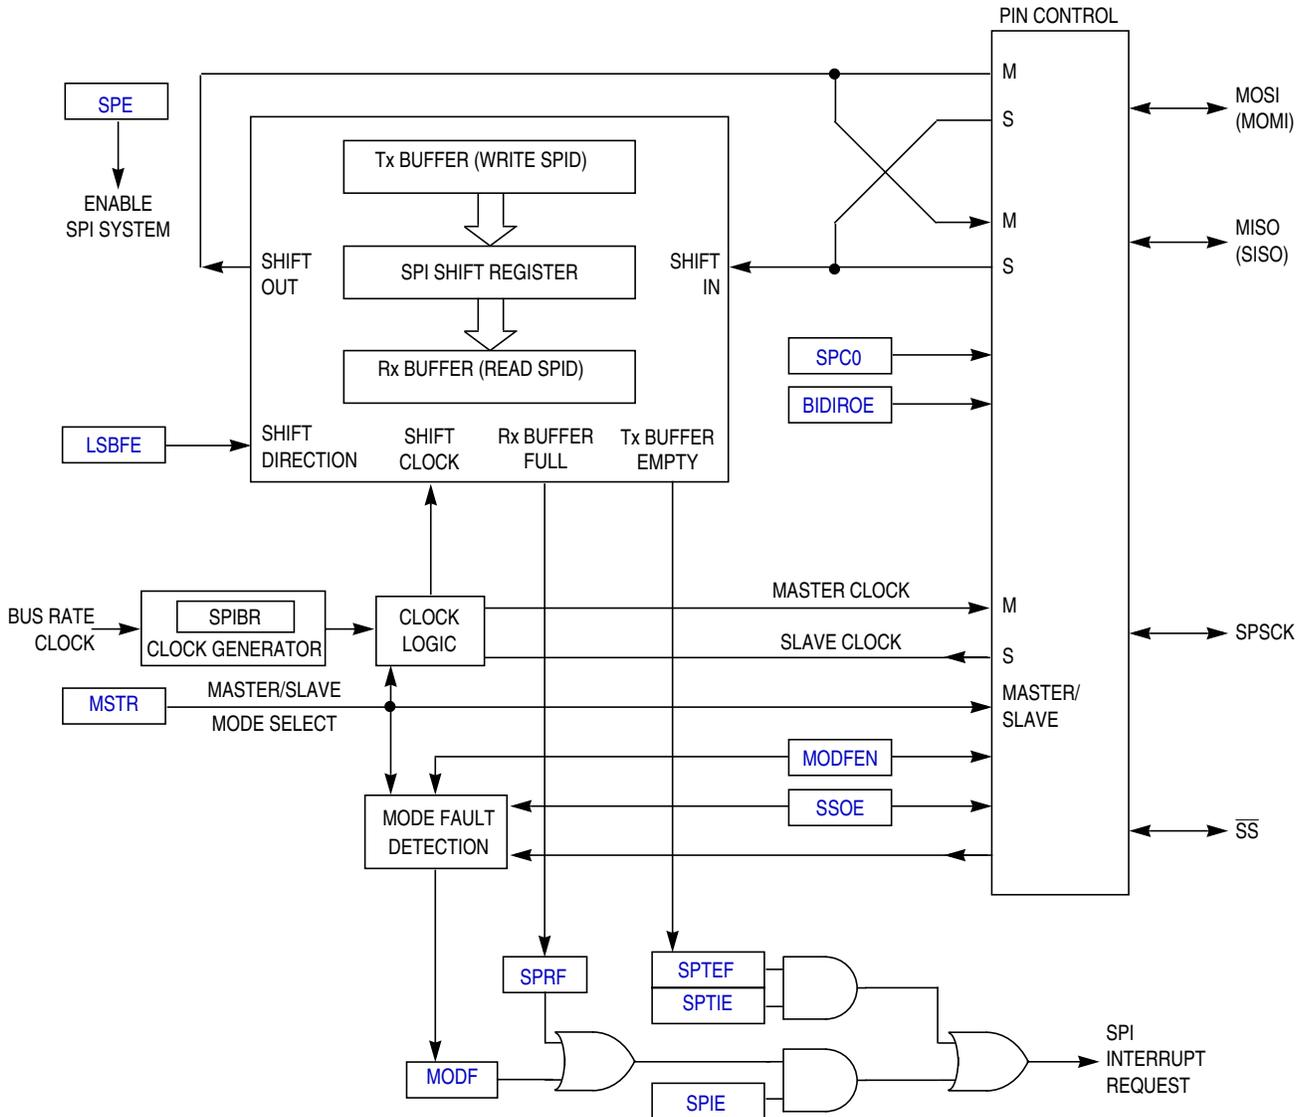 PIN CONTROL
M
MOSI
(MOMI)
SPE
S
Tx BUFFER (WRITE SPID)
ENABLE
SPI SYSTEM
M
MISO
(SISO)
SHIFT
OUT
SPI SHIFT REGISTER
SHIFT
IN
S
SPC0
Rx BUFFER (READ SPID)
BIDIROE
LSBFE
SHIFT
DIRECTION
SHIFT
CLOCK
Rx BUFFER
FULL
Tx BUFFER
EMPTY
MASTER CLOCK
M
BUS RATE
CLOCK
SPIBR
CLOCK GENERATOR
CLOCK
LOGIC
SLAVE CLOCK
S
SPSCK
MSTR
MASTER/SLAVE
MODE SELECT
MASTER/
SLAVE
MODFEN
SSOE
MODE FAULT
DETECTION
SS
SPRF
SPTEF
SPTIE
MODF
SPIE
SPI
INTERRUPT
REQUEST